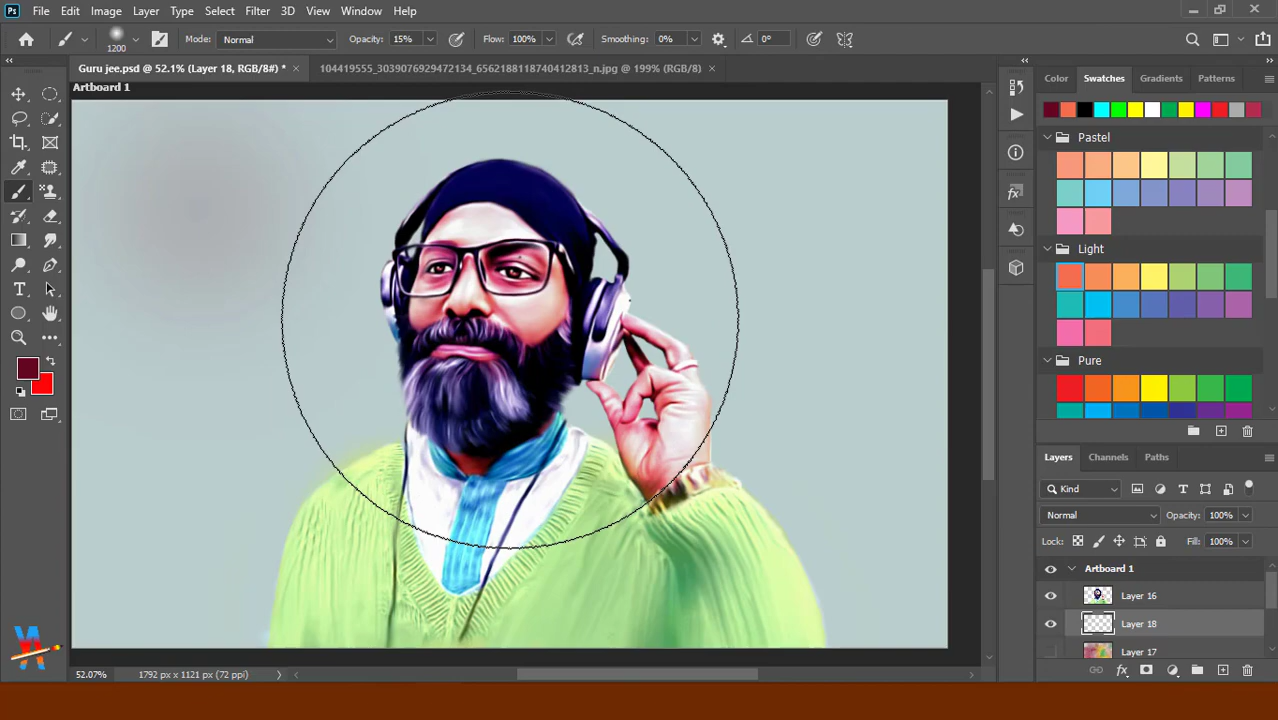 Ps File Edit Image Layer Type Select Filter 3D View Window Help
1200 Mode: Normal Opacity: 15% Flow: 100% Smoothing: 0% 0°
Guru jee.psd @ 52.1% (Layer 18, RGB/8#) * 104419555_3039076929472134_6562188118740412813_n.jpg @ 199% (RGB/8)
Artboard 1
Color Swatches Gradients Patterns
Pastel
Light
Pure
Layers Channels Paths
Kind
Normal Opacity: 100%
Lock: Fill: 100%
Artboard 1
Layer 16
Layer 18
Layer 17
52.07% 1792 px x 1121 px (72 ppi)